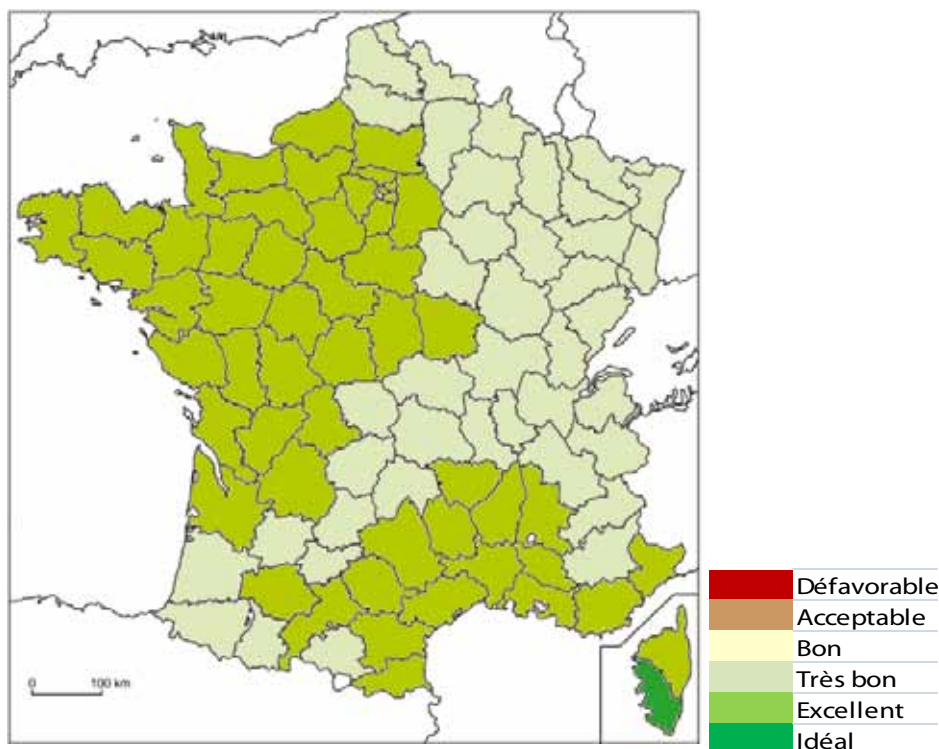 0 100 km
Défavorable
Acceptable
Bon
Très bon
Excellent
Idéal